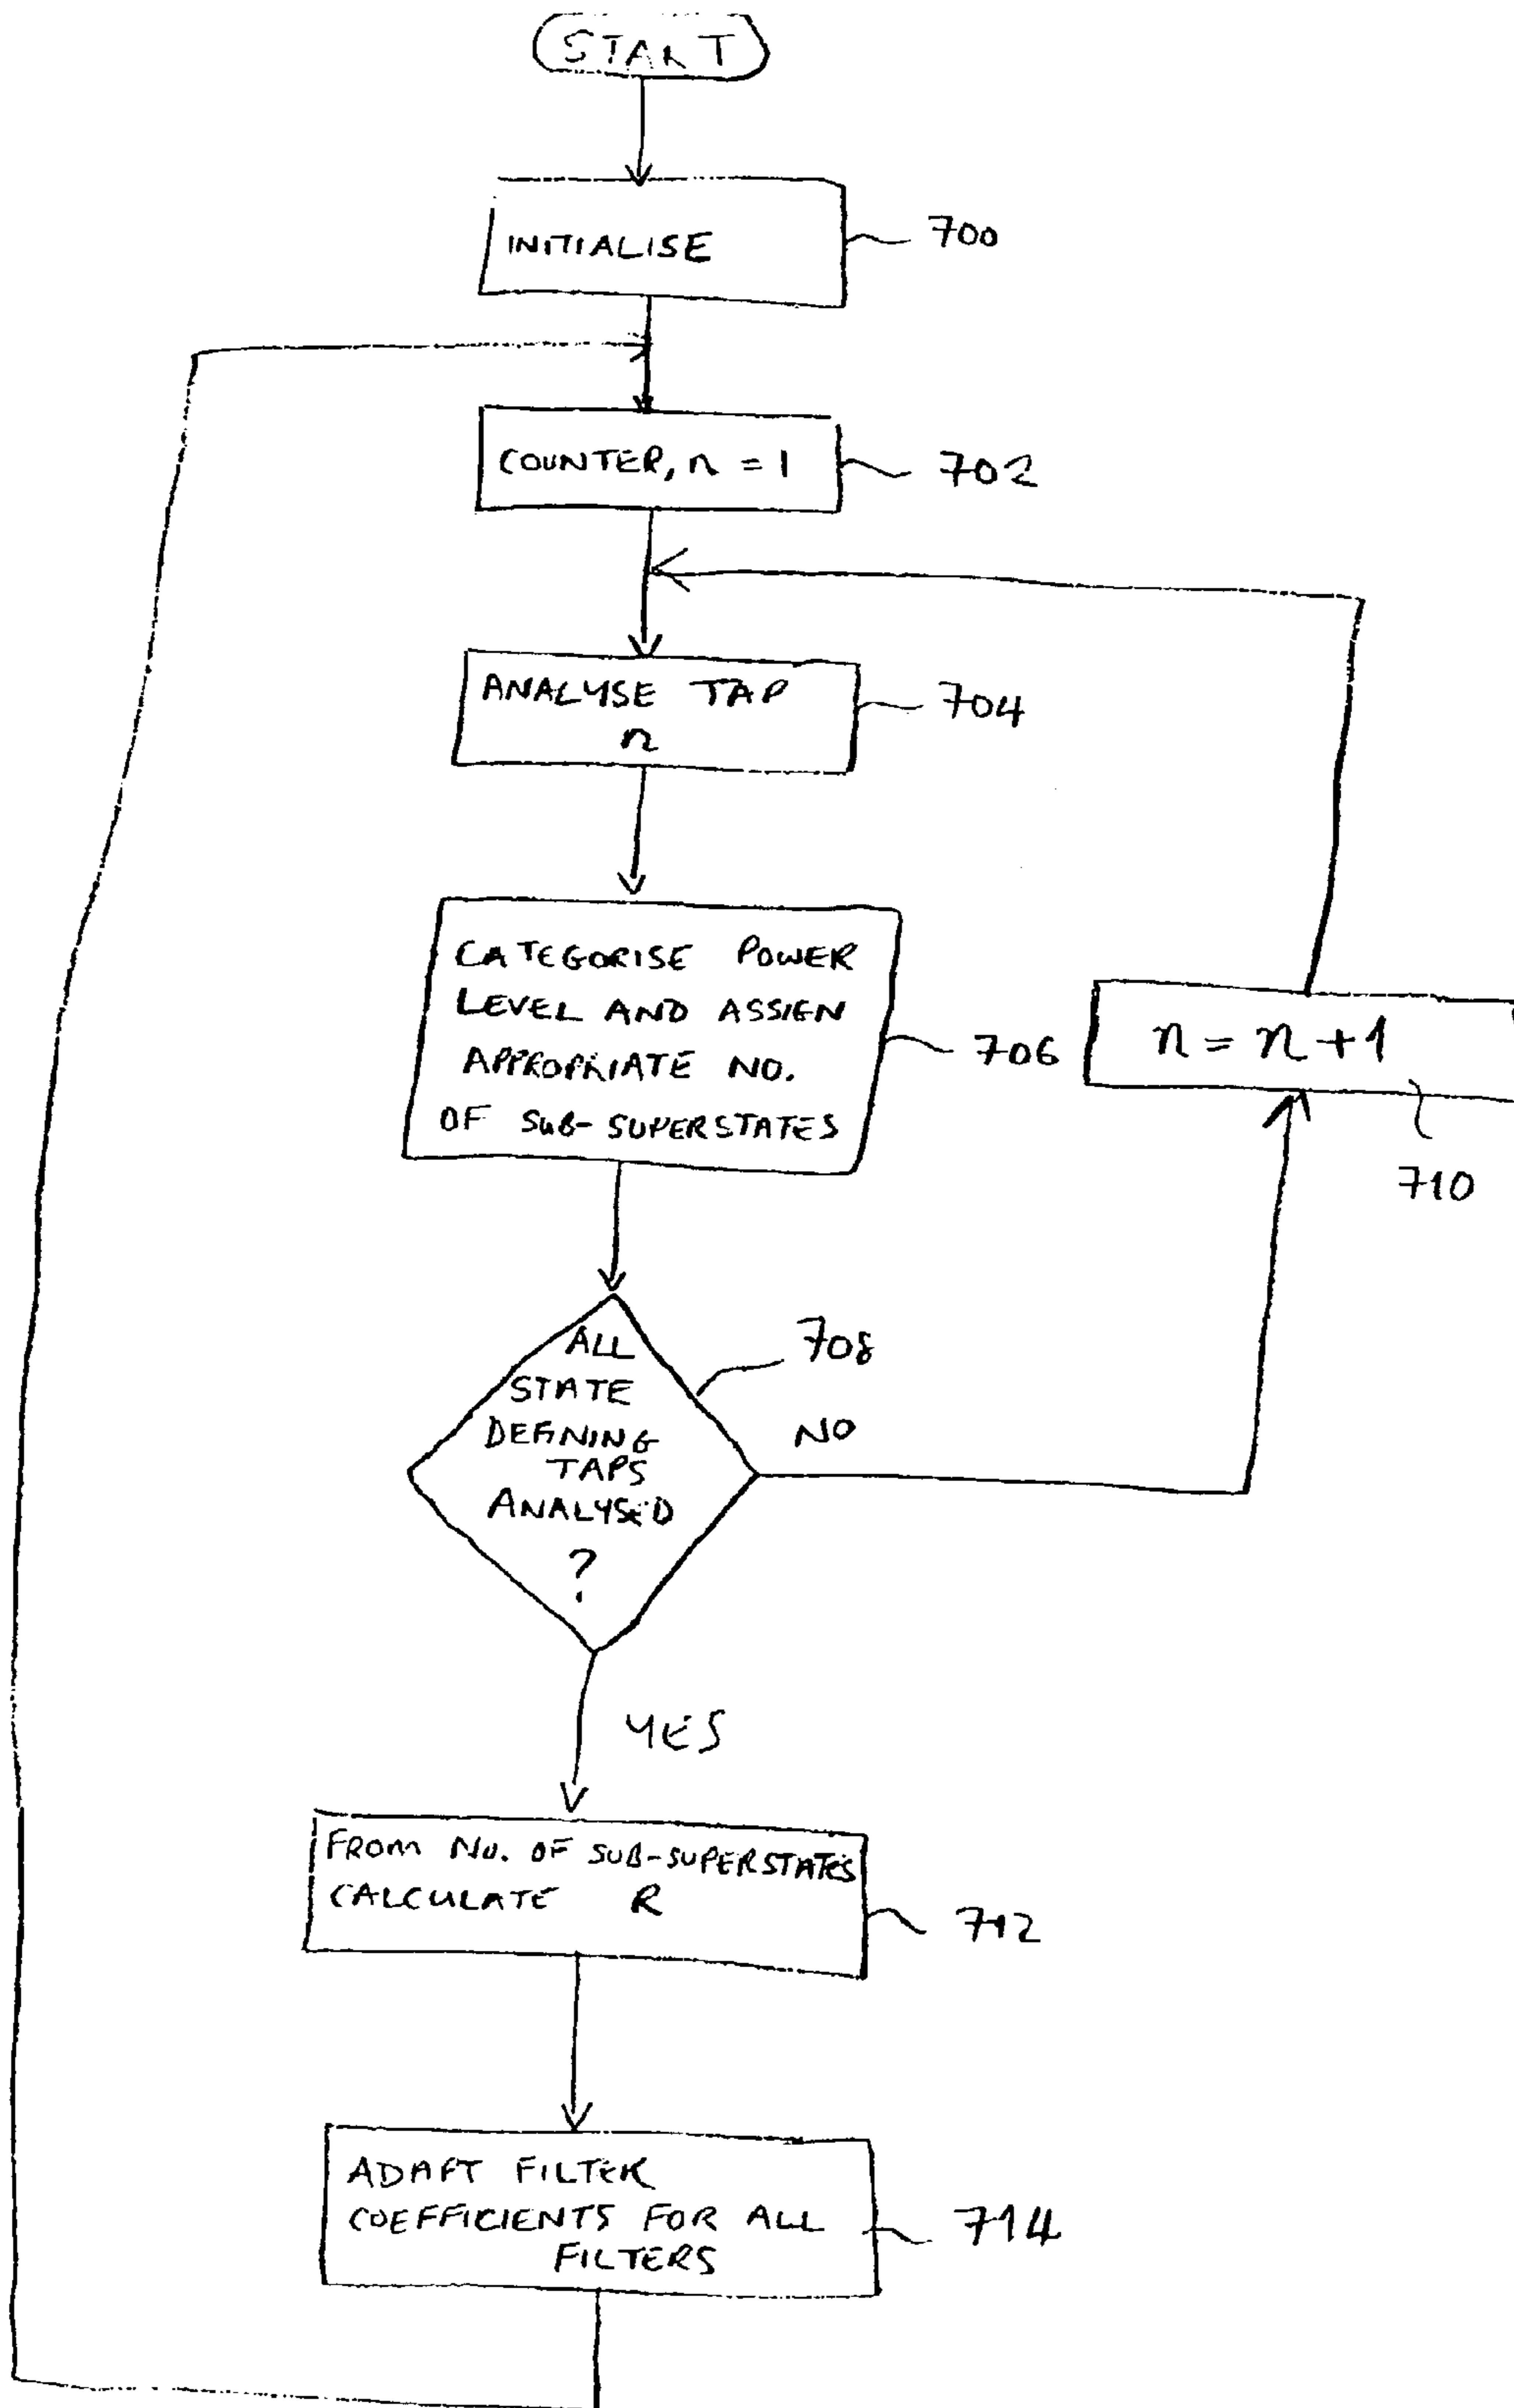 START
INITIALISE
700
COUNTER, n = 1
702
ANALYSE TAP
n
704
CATEGORISE POWER
LEVEL AND ASSIGN
APPROPRIATE NO.
OF SUB-SUPERSTATES
706
n = n + 1
710
ALL
STATE
DEFINING
TAPS
ANALYSED
?
708
NO
YES
FROM NO. OF SUB-SUPERSTATES
CALCULATE R
712
ADAPT FILTER
COEFFICIENTS FOR ALL
FILTERS
714